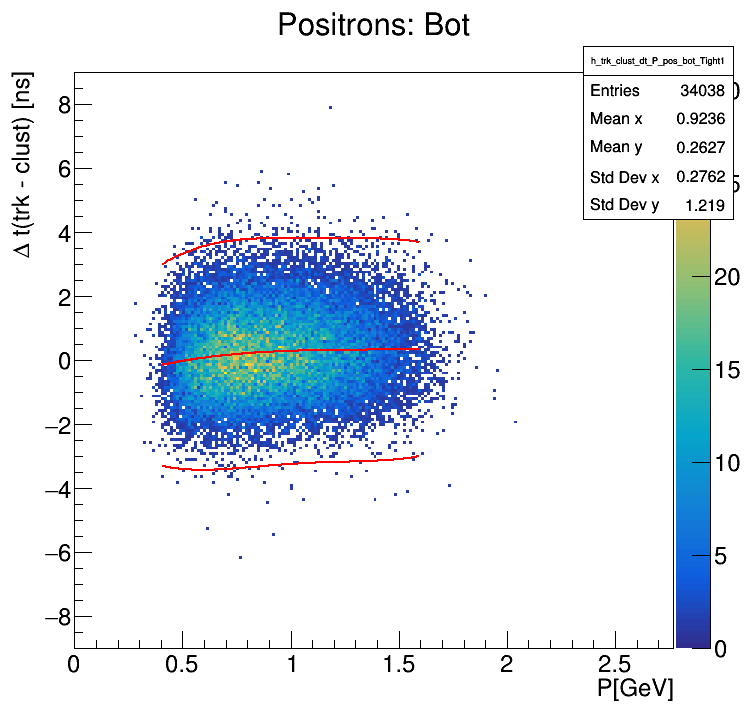 Positrons: Bot
h_trk_clust_dt_P_pos_bot_Tight1
Entries 34038
Mean x 0.9236
Mean y 0.2627
Std Dev x 0.2762
Std Dev y 1.219
Δ t(trk - clust) [ns]
8
6
4
2
0
−2
−4
−6
−8
0 0.5 1 1.5 2 2.5
P[GeV]
20
15
10
5
0